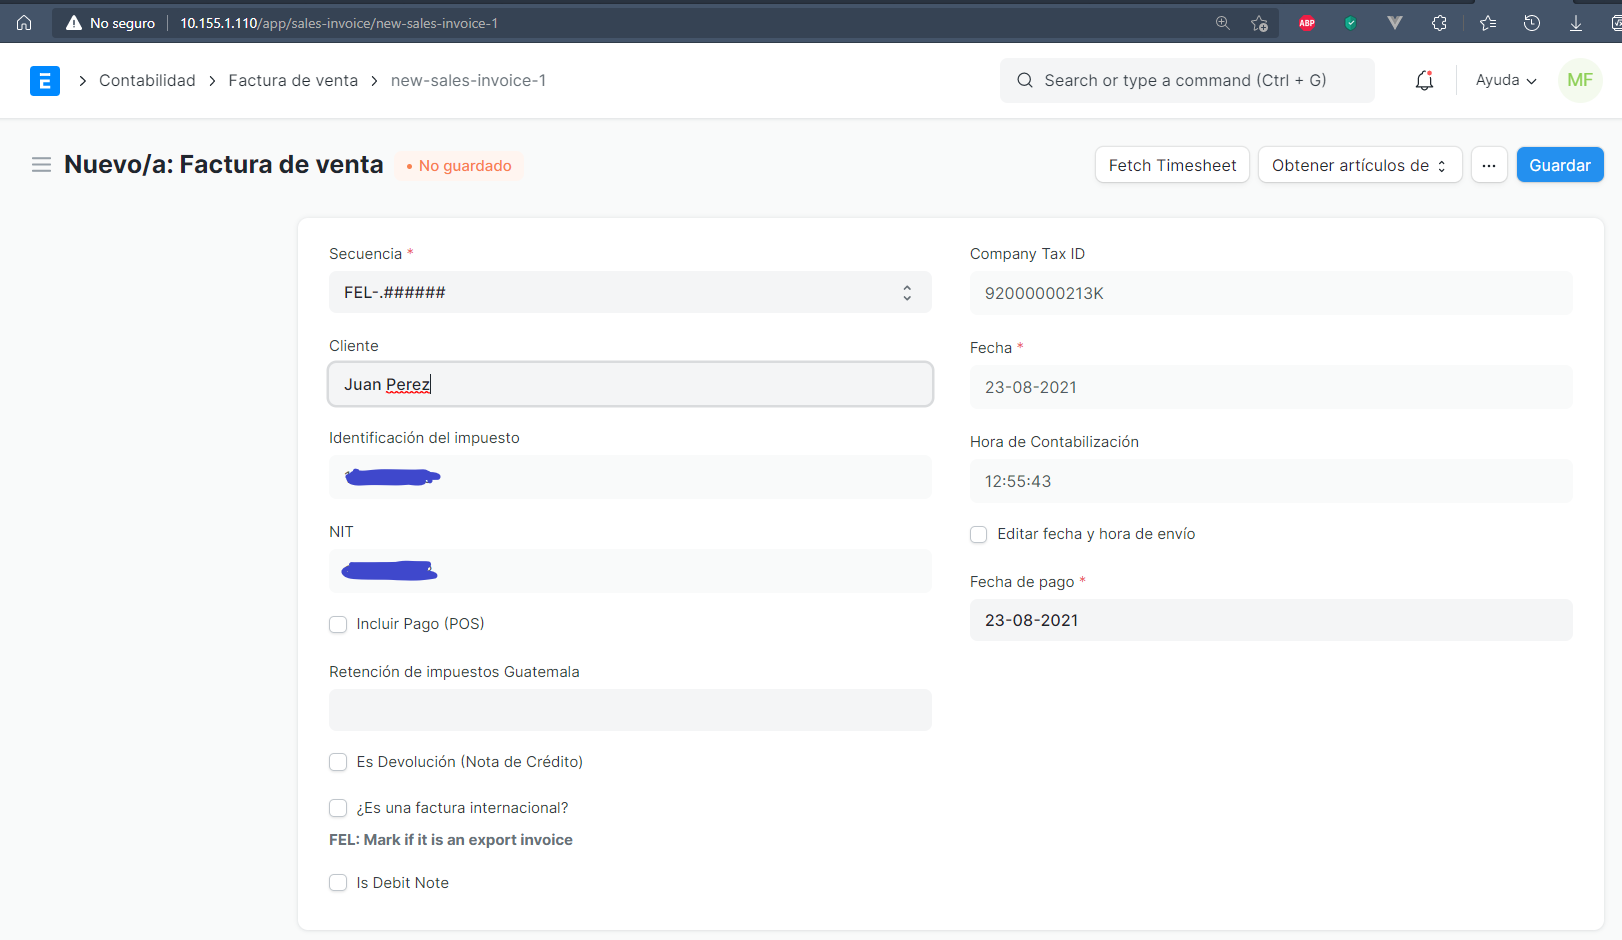 No seguro 10.155.1.110/app/sales-invoice/new-sales-invoice-1
ABP
E Contabilidad Factura de venta new-sales-invoice-1
Search or type a command (Ctrl + G)
Ayuda
MF
Nuevo/a: Factura de venta
• No guardado
Fetch Timesheet
Obtener artículos de
...
Guardar
Secuencia *
FEL-.######
Cliente
Juan Perez
Identificación del impuesto
NIT
Incluir Pago (POS)
Retención de impuestos Guatemala
Es Devolución (Nota de Crédito)
¿Es una factura internacional?
FEL: Mark if it is an export invoice
Is Debit Note
Company Tax ID
92000000213K
Fecha *
23-08-2021
Hora de Contabilización
12:55:43
Editar fecha y hora de envío
Fecha de pago *
23-08-2021